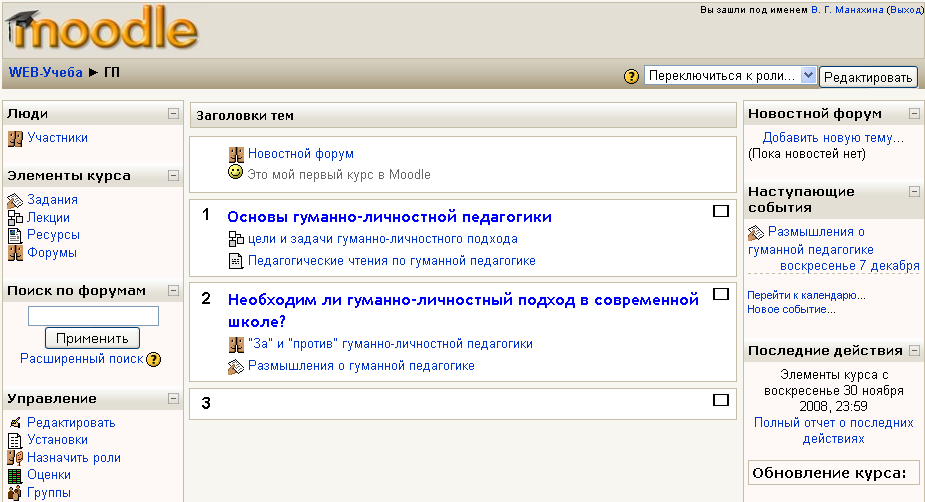 moodle
Вы зашли под именем В. Г. Маняхина (Выход)
WEB-Учеба ► ГП
Переключиться к роли...
Редактировать
Люди
Участники
Элементы курса
Задания
Лекции
Ресурсы
Форумы
Поиск по форумам
Применить
Расширенный поиск
Управление
Редактировать
Установки
Назначить роли
Оценки
Группы
Заголовки тем
Новостной форум
Это мой первый курс в Moodle
1 Основы гуманно-личностной педагогики
цели и задачи гуманно-личностного подхода
Педагогические чтения по гуманной педагогике
2 Необходим ли гуманно-личностный подход в современной
школе?
"За" и "против" гуманно-личностной педагогики
Размышления о гуманной педагогике
3
Новостной форум
Добавить новую тему...
(Пока новостей нет)
Наступающие
события
Размышления о
гуманной педагогике
воскресенье 7 декабря
Перейти к календарю...
Новое событие...
Последние действия
Элементы курса с
воскресенье 30 ноября
2008, 23:59
Полный отчет о последних
действиях
Обновление курса: